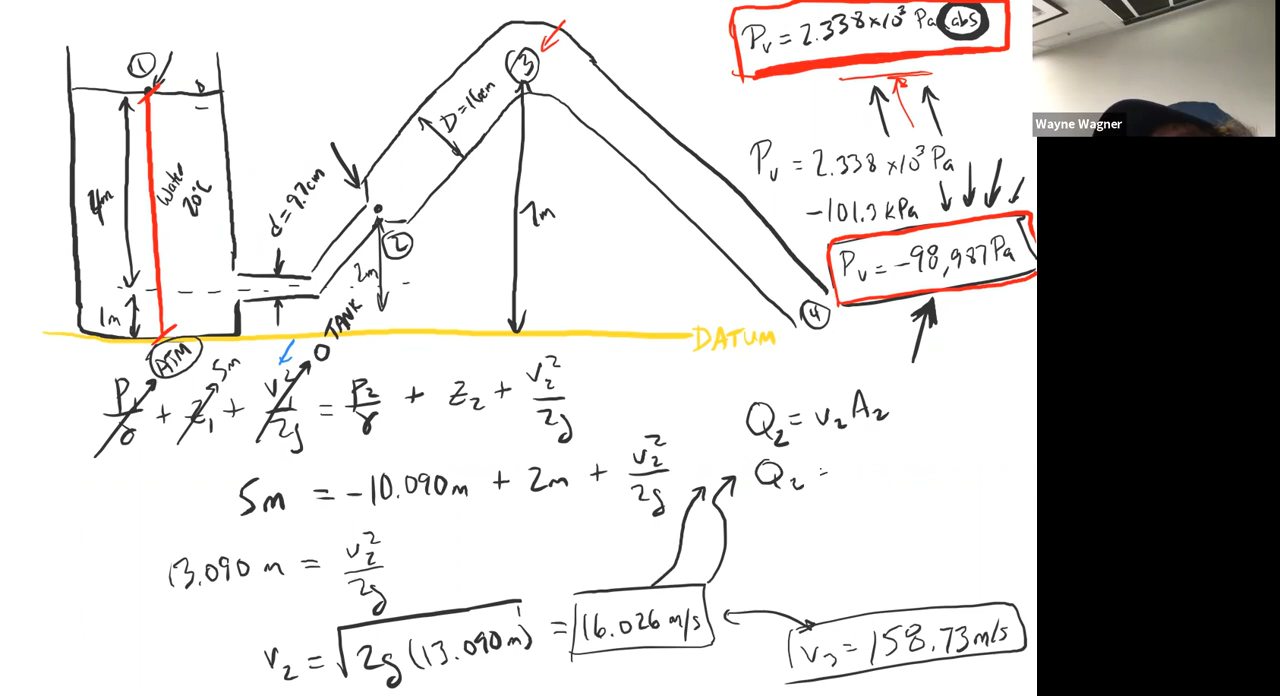 ①
4m
Water
20°C
1m
d = 9.7cm
D = 16cm
③
②
2m
7m
④
DATUM
Pv = 2.338×10³ Pa abs
Pv = 2.338×10³ Pa
-101.3 kPa
Pv = -98,987 Pa
Wayne Wagner
ATM 5m O TANK
P₁/γ + z₁ + v₁²/2g = P₂/γ + z₂ + v₂²/2g
5m = -10.090m + 2m + v₂²/2g
13.090 m = v₂²/2g
v₂ = √2g(13.090m) = 16.026 m/s
Q₂ = v₂ A₂
Q₂ =
v₃ = 158.73 m/s